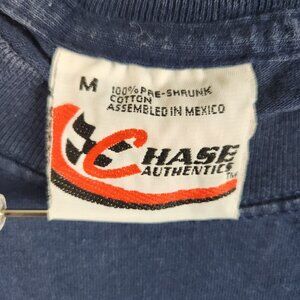 M 100% PRE-SHRUNK
COTTON
ASSEMBLED IN MEXICO
CHASE
AUTHENTICS
TM